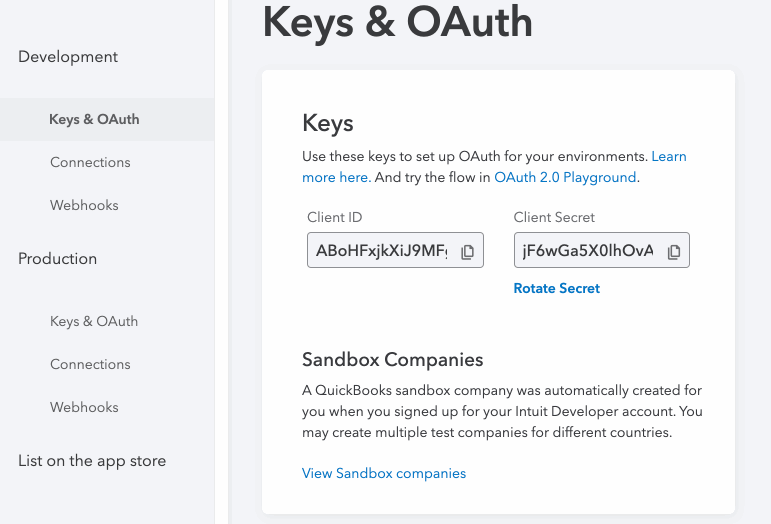 Keys & OAuth
Development
Keys & OAuth
Connections
Webhooks
Production
Keys & OAuth
Connections
Webhooks
List on the app store
Keys
Use these keys to set up OAuth for your environments. Learn
more here. And try the flow in OAuth 2.0 Playground.
Client ID
Client Secret
ABoHFxjkXiJ9MF
jF6wGa5X0lhOvA
Rotate Secret
Sandbox Companies
A QuickBooks sandbox company was automatically created for
you when you signed up for your Intuit Developer account. You
may create multiple test companies for different countries.
View Sandbox companies